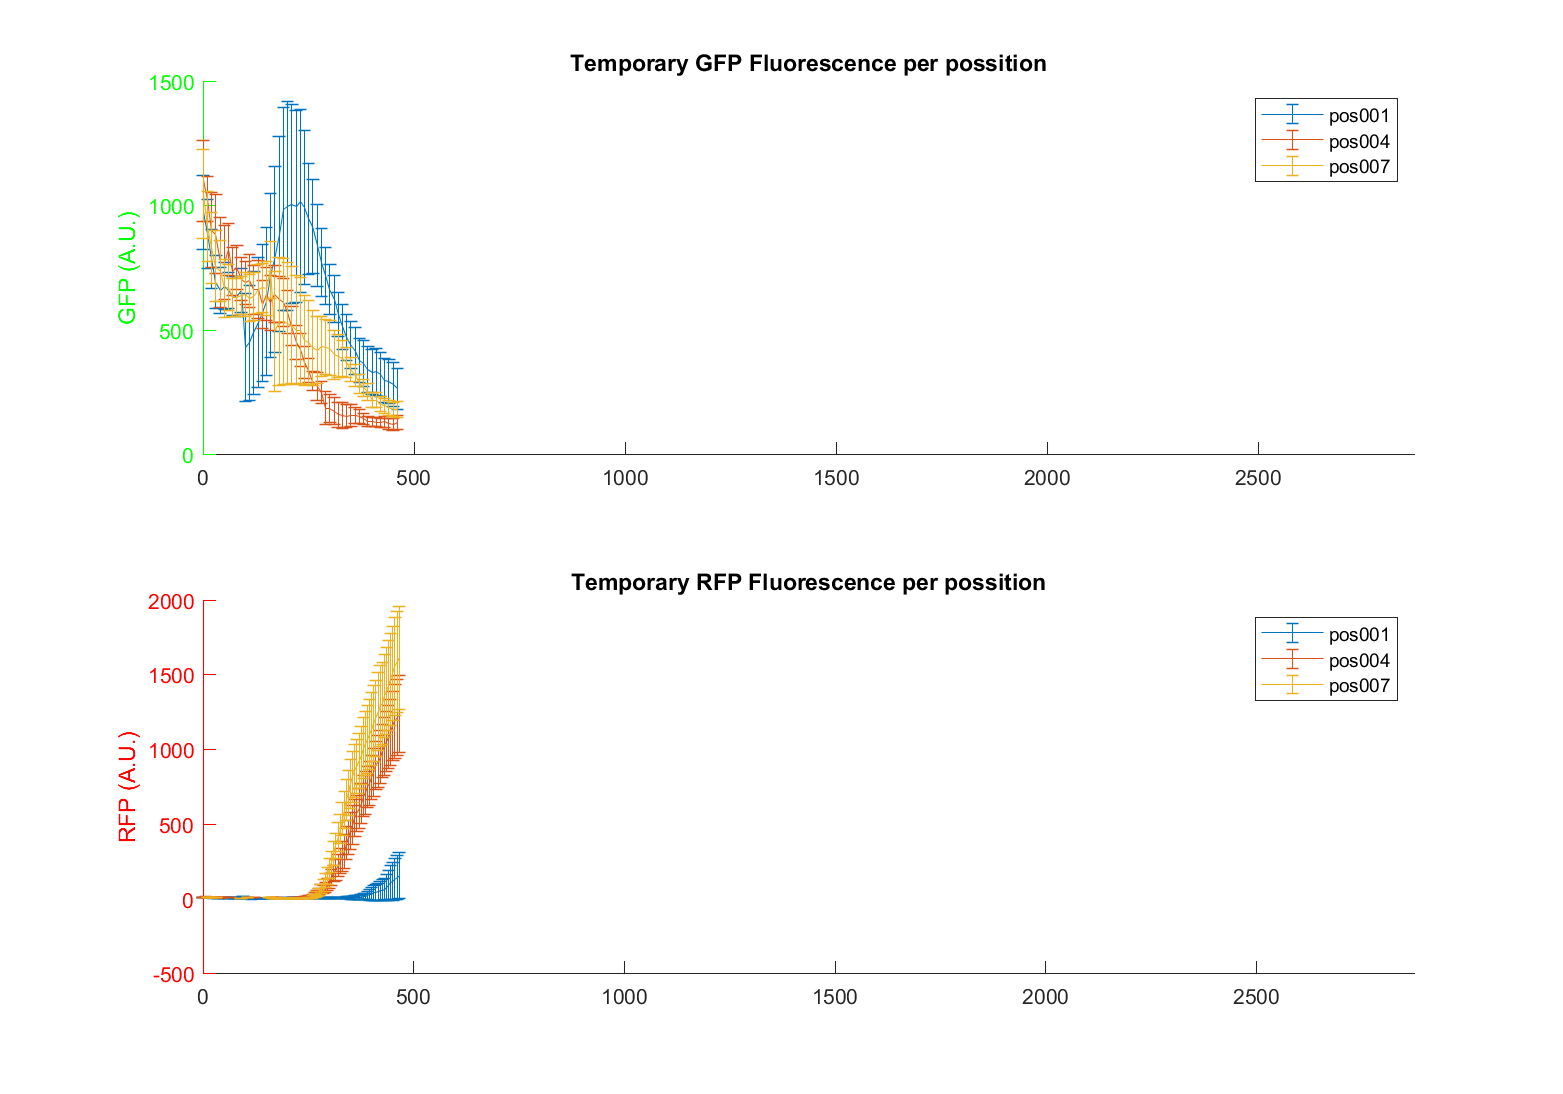 Temporary GFP Fluorescence per possition
1500
1000
500
0
GFP (A.U.)
pos001
pos004
pos007
0 500 1000 1500 2000 2500
Temporary RFP Fluorescence per possition
2000
1500
1000
500
0
-500
RFP (A.U.)
pos001
pos004
pos007
0 500 1000 1500 2000 2500